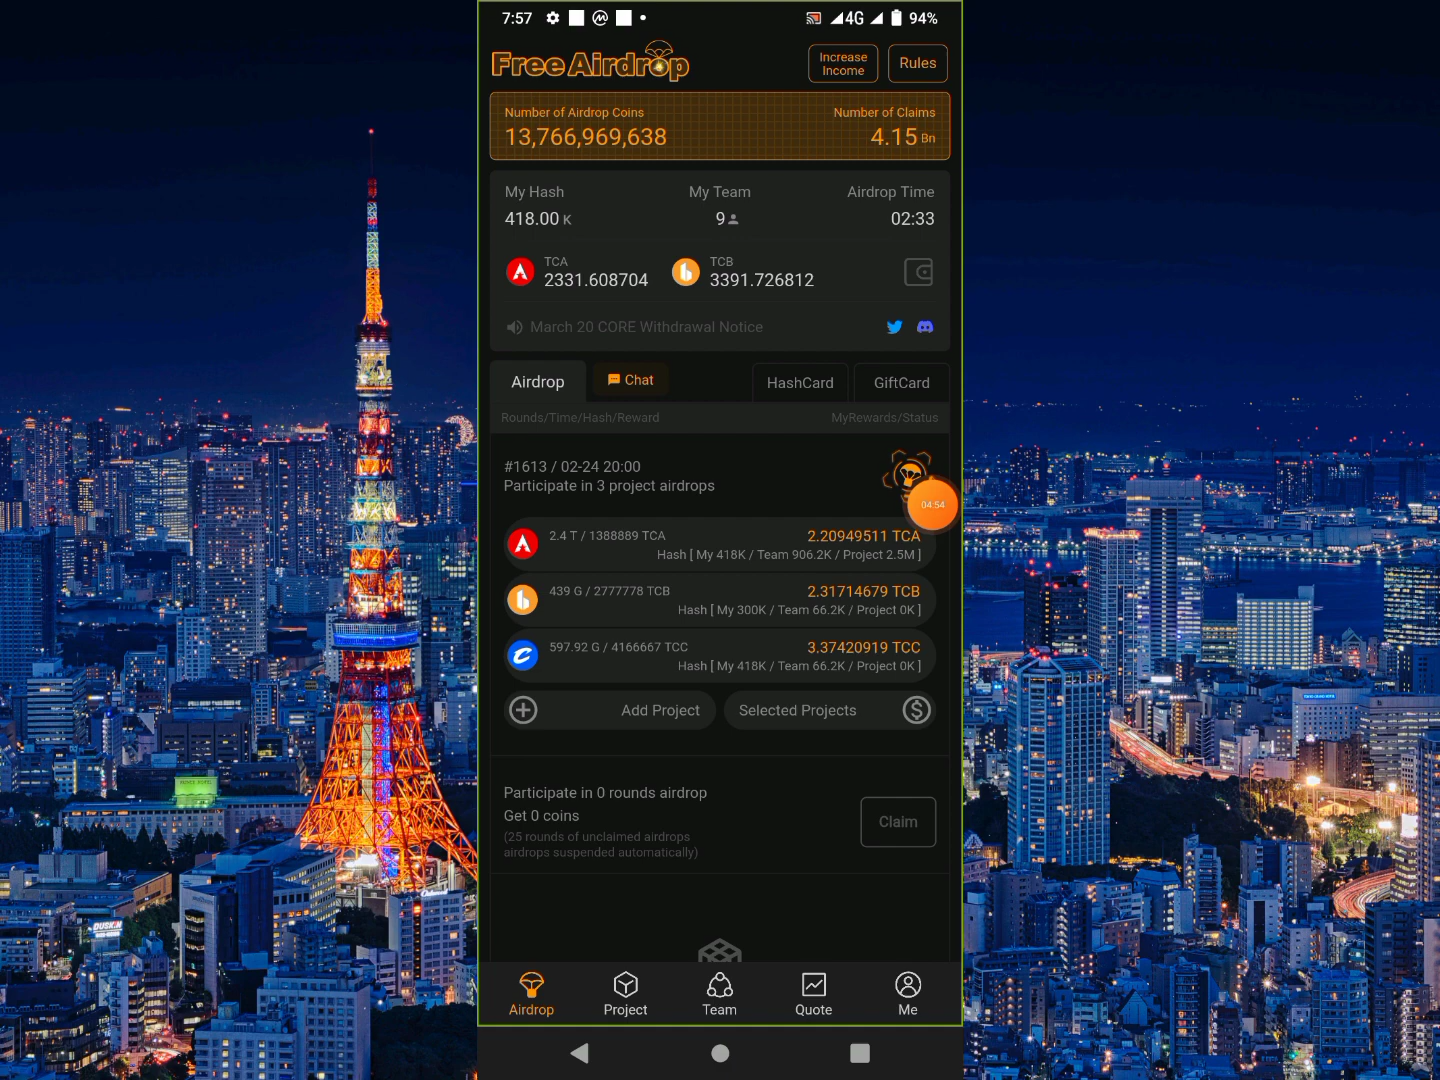 7:57
4G
94%
Free Airdrop
Increase
Income
Rules
Number of Airdrop Coins
Number of Claims
13,766,969,638
4.15 Bn
My Hash
My Team
Airdrop Time
418.00 K
9
02:33
TCA
2331.608704
TCB
3391.726812
March 20 CORE Withdrawal Notice
Airdrop
Chat
HashCard
GiftCard
Rounds/Time/Hash/Reward
MyRewards/Status
#1613 / 02-24 20:00
Participate in 3 project airdrops
04:54
2.4 T / 1388889 TCA
2.20949511 TCA
Hash [ My 418K / Team 906.2K / Project 2.5M ]
439 G / 2777778 TCB
2.31714679 TCB
Hash [ My 300K / Team 66.2K / Project 0K ]
597.92 G / 4166667 TCC
3.37420919 TCC
Hash [ My 418K / Team 66.2K / Project 0K ]
Add Project
Selected Projects
Participate in 0 rounds airdrop
Get 0 coins
(25 rounds of unclaimed airdrops
airdrops suspended automatically)
Claim
Airdrop
Project
Team
Quote
Me
DUSKIN